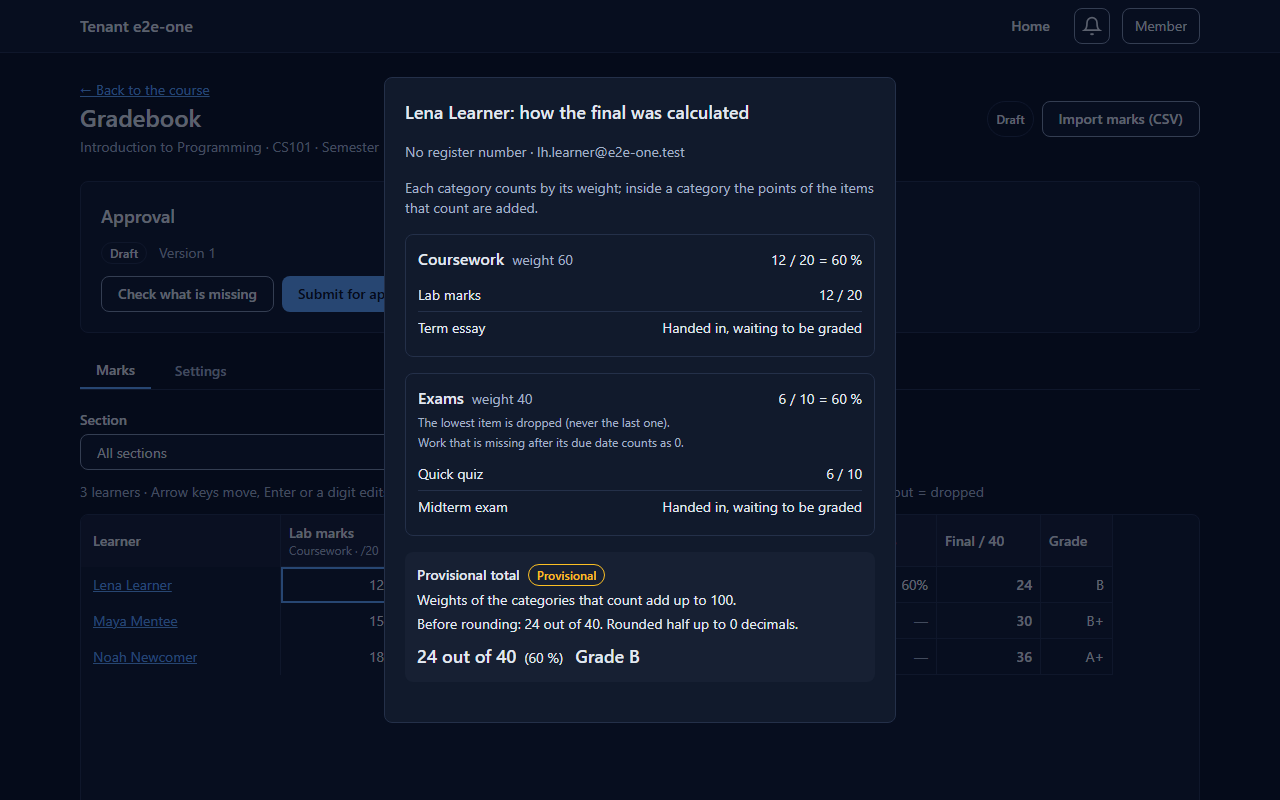 Tenant e2e-one
Home
Member
← Back to the course
Gradebook
Introduction to Programming · CS101 · Semester
Draft
Import marks (CSV)
Approval
Draft
Version 1
Check what is missing
Submit for ap
Marks
Settings
Section
All sections
3 learners · Arrow keys move, Enter or a digit edit
out = dropped
Learner
Lab marks
Coursework · /20
Final / 40
Grade
Lena Learner
12
60%
24
B
Maya Mentee
15
—
30
B+
Noah Newcomer
18
—
36
A+
Lena Learner: how the final was calculated
No register number · lh.learner@e2e-one.test
Each category counts by its weight; inside a category the points of the items
that count are added.
Coursework weight 60
12 / 20 = 60 %
Lab marks
12 / 20
Term essay
Handed in, waiting to be graded
Exams weight 40
6 / 10 = 60 %
The lowest item is dropped (never the last one).
Work that is missing after its due date counts as 0.
Quick quiz
6 / 10
Midterm exam
Handed in, waiting to be graded
Provisional total Provisional
Weights of the categories that count add up to 100.
Before rounding: 24 out of 40. Rounded half up to 0 decimals.
24 out of 40 (60 %) Grade B